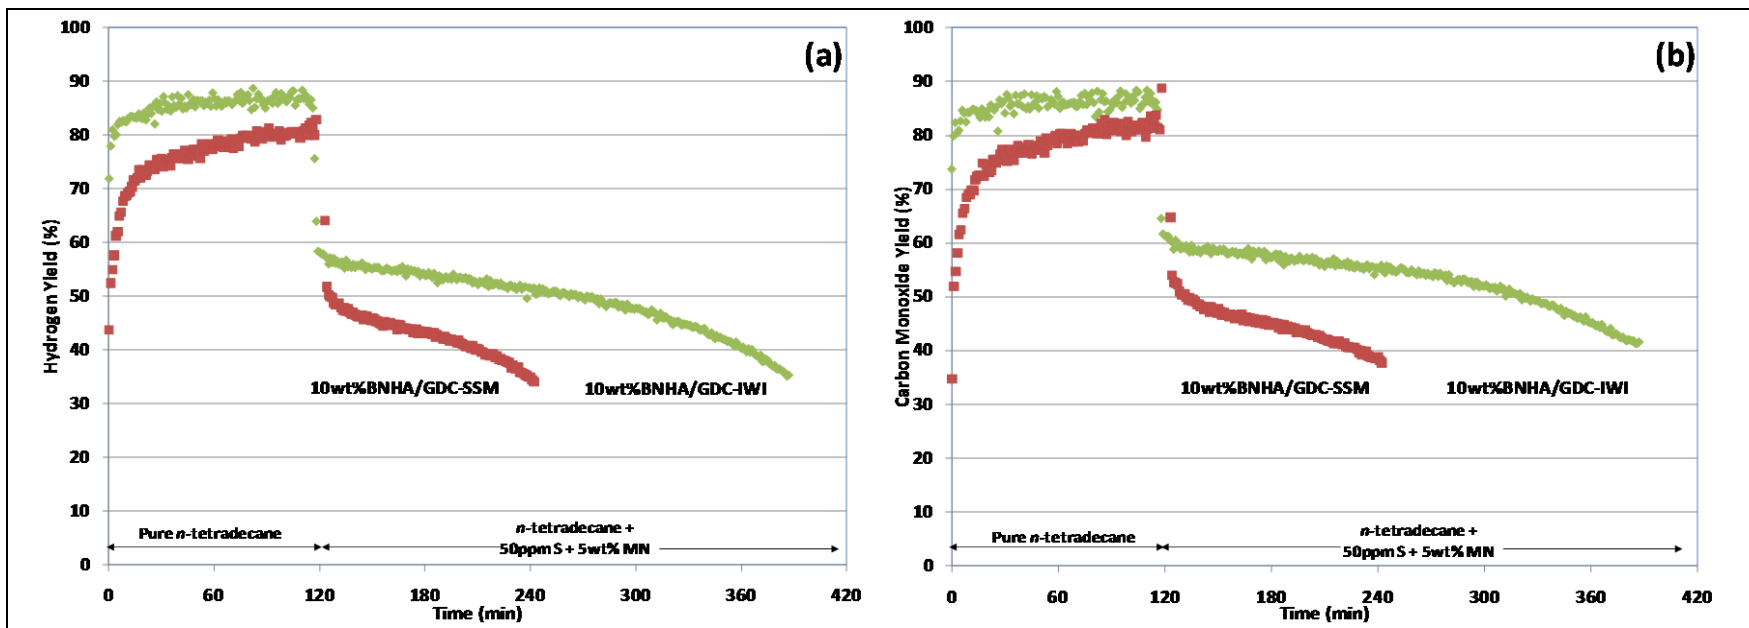 (a)
Hydrogen Yield (%)
100
90
80
70
60
50
40
30
20
10
0
10wt%BNHA/GDC-SSM
10wt%BNHA/GDC-IWI
Pure n-tetradecane
n-tetradecane +
50ppm S + 5wt% MN
0 60 120 180 240 300 360 420
Time (min)
(b)
Carbon Monoxide Yield (%)
100
90
80
70
60
50
40
30
20
10
0
10wt%BNHA/GDC-SSM
10wt%BNHA/GDC-IWI
Pure n-tetradecane
n-tetradecane +
50ppm S + 5wt% MN
0 60 120 180 240 300 360 420
Time (min)